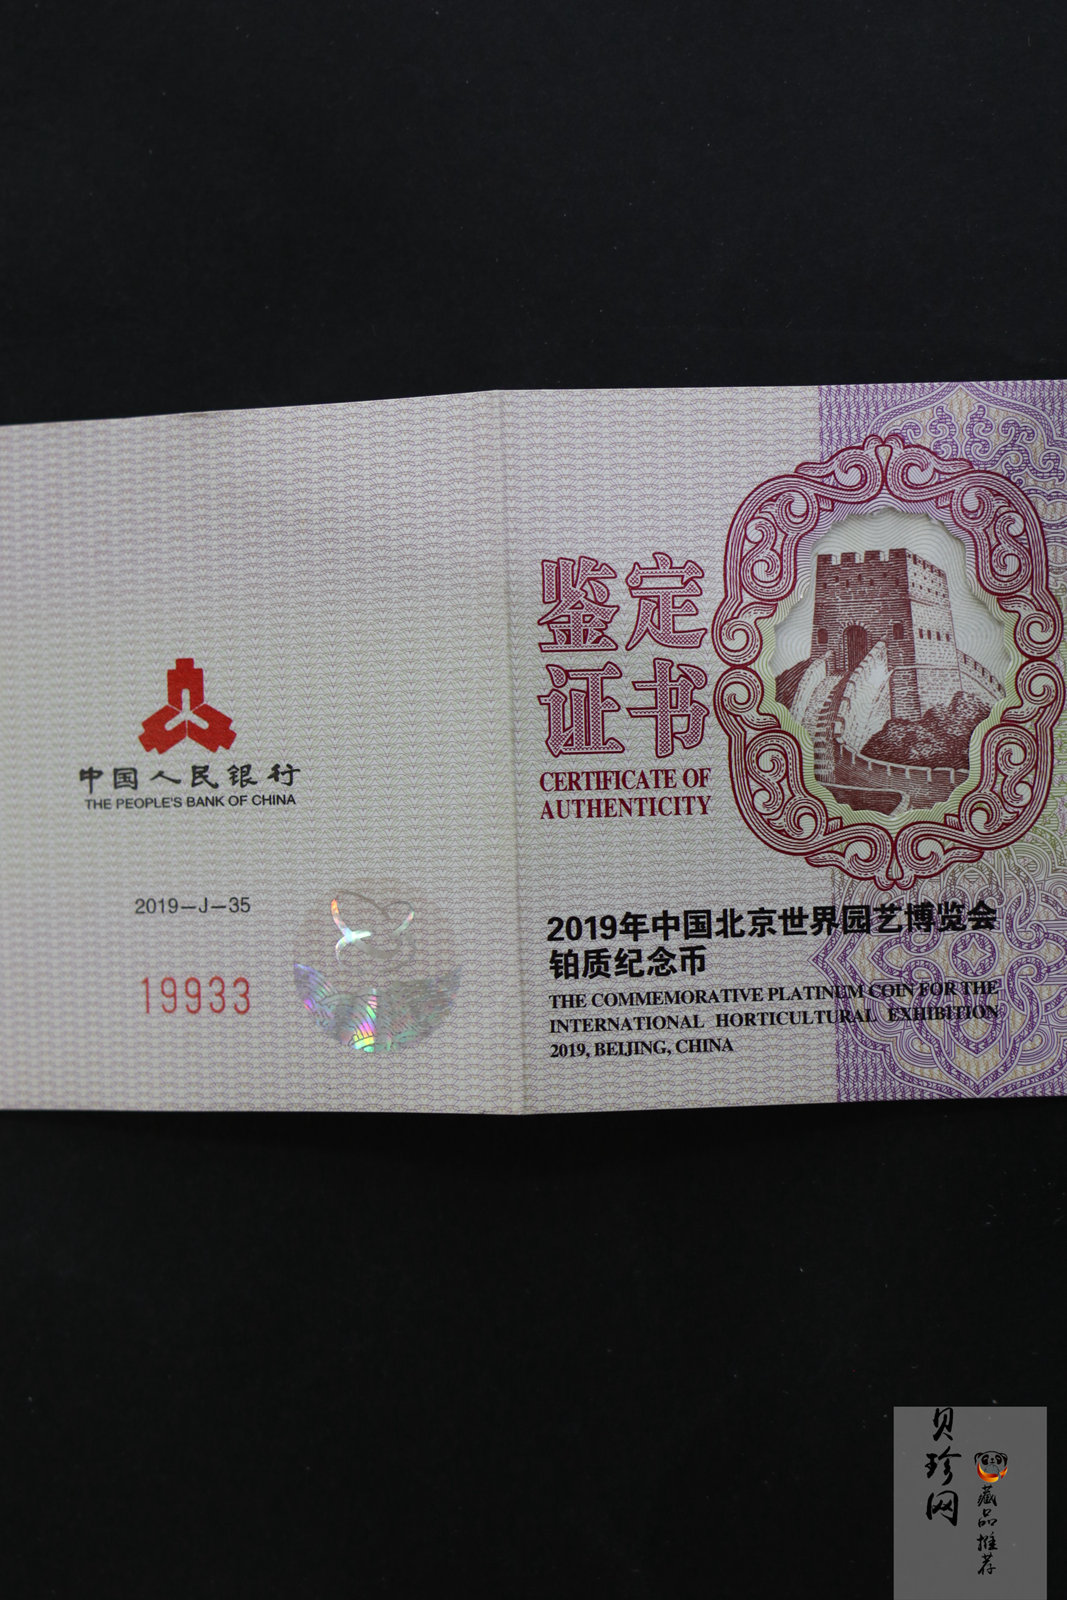 中国人民银行
THE PEOPLE'S BANK OF CHINA
2019-J-35
19933
鉴定
证书
CERTIFICATE OF
AUTHENTICITY
2019年中国北京世界园艺博览会
铂质纪念币
THE COMMEMORATIVE PLATINUM COIN FOR THE
INTERNATIONAL HORTICULTURAL EXHIBITION
2019, BEIJING, CHINA
贝珍网
藏品推荐